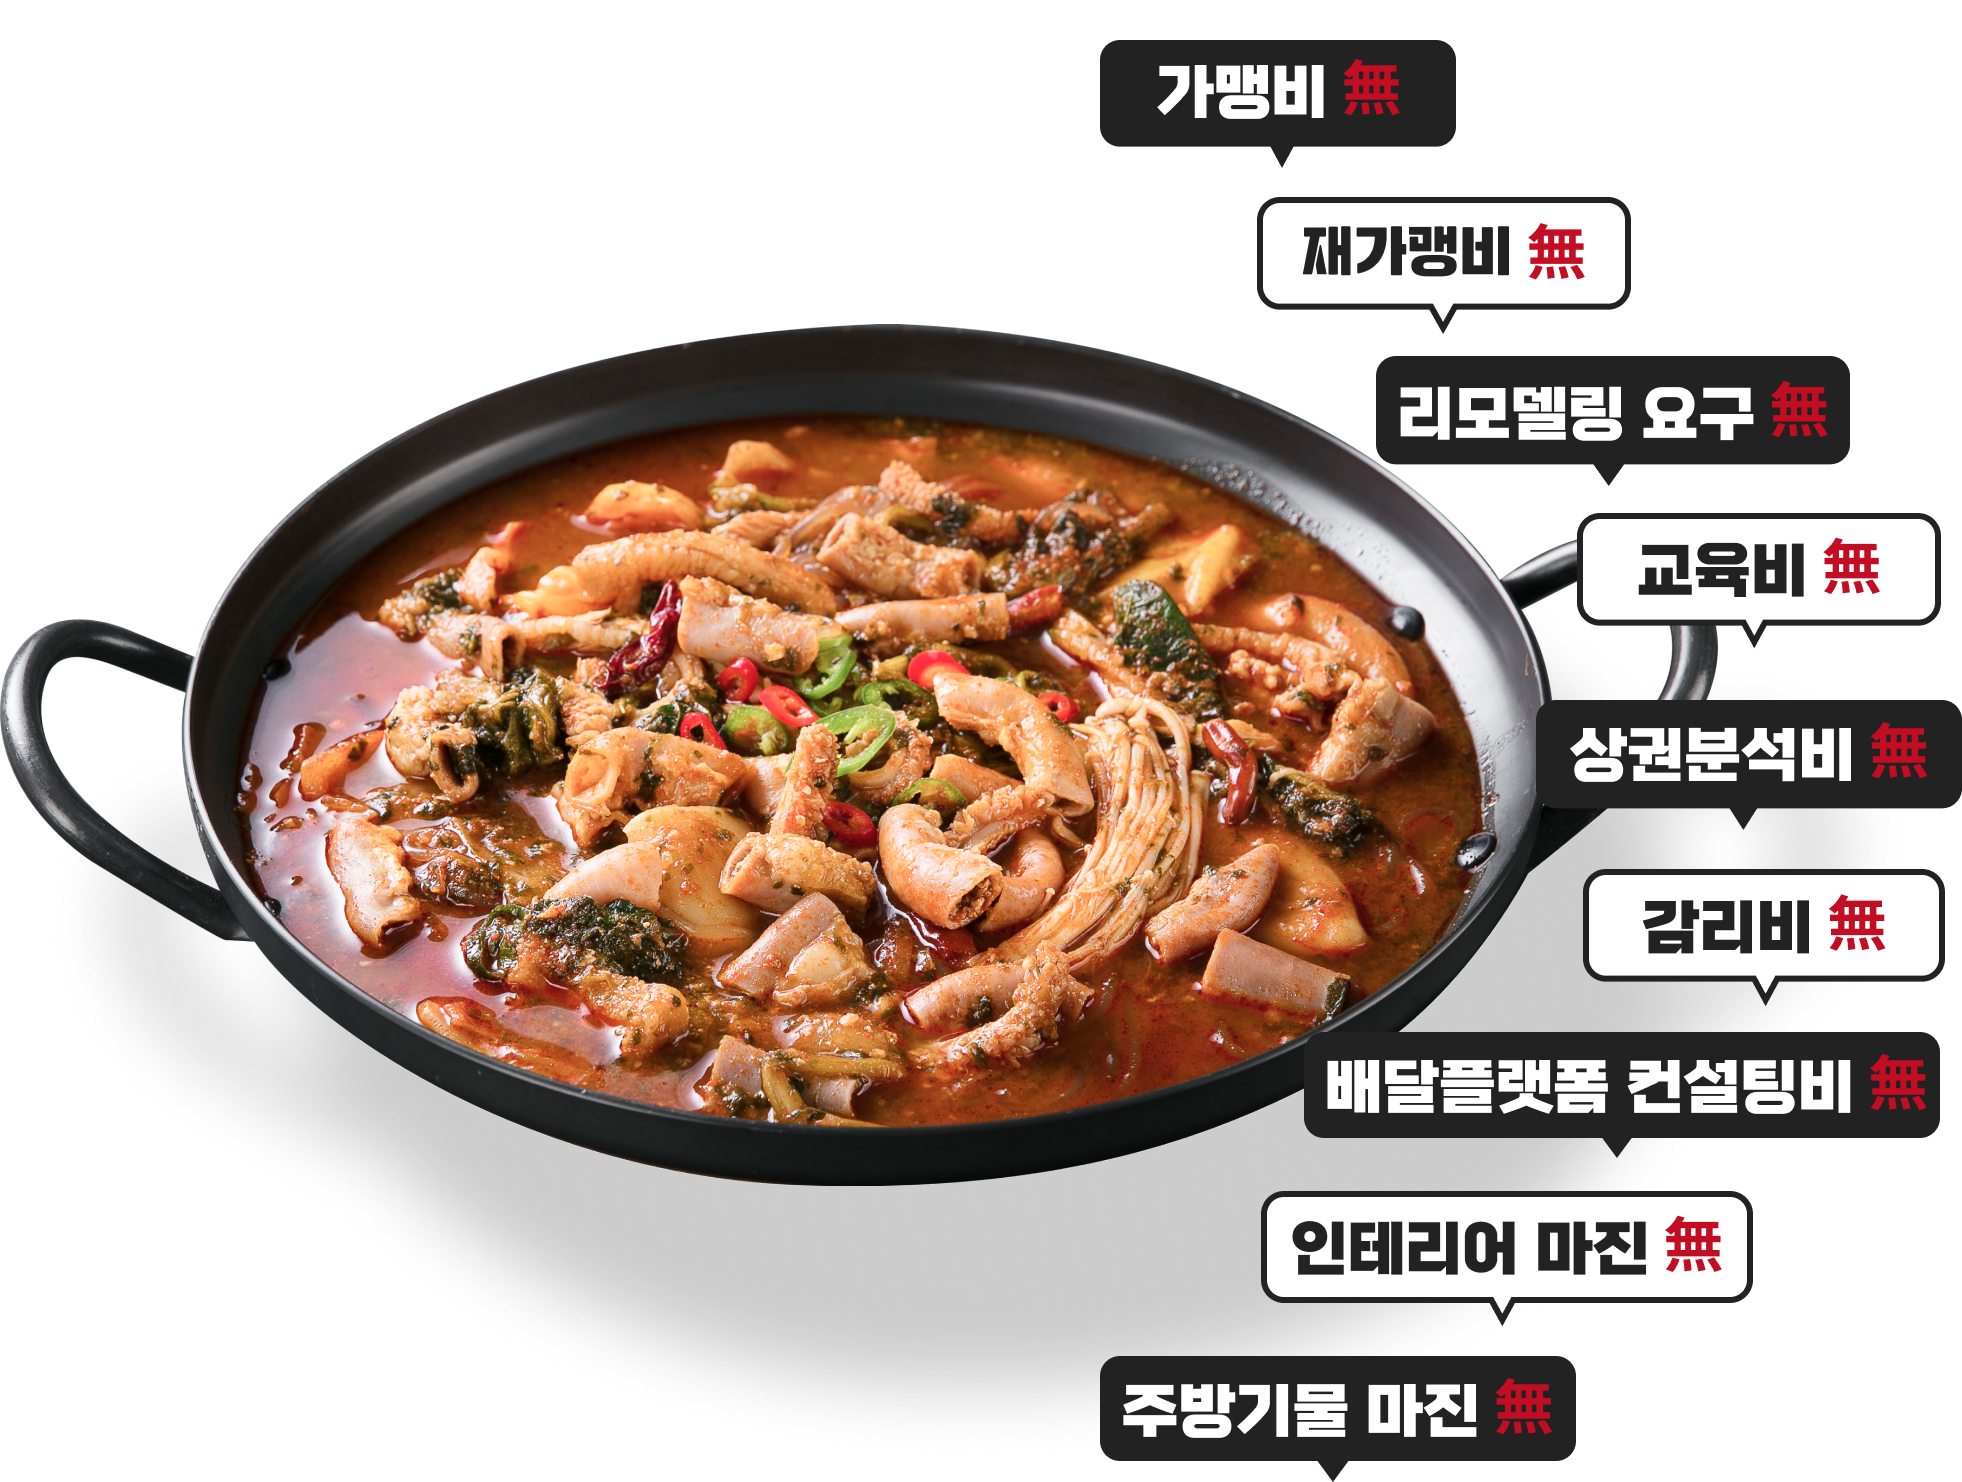 가맹비 無
재가맹비 無
리모델링 요구 無
교육비 無
상권분석비 無
감리비 無
배달플랫폼 컨설팅비 無
인테리어 마진 無
주방기물 마진 無